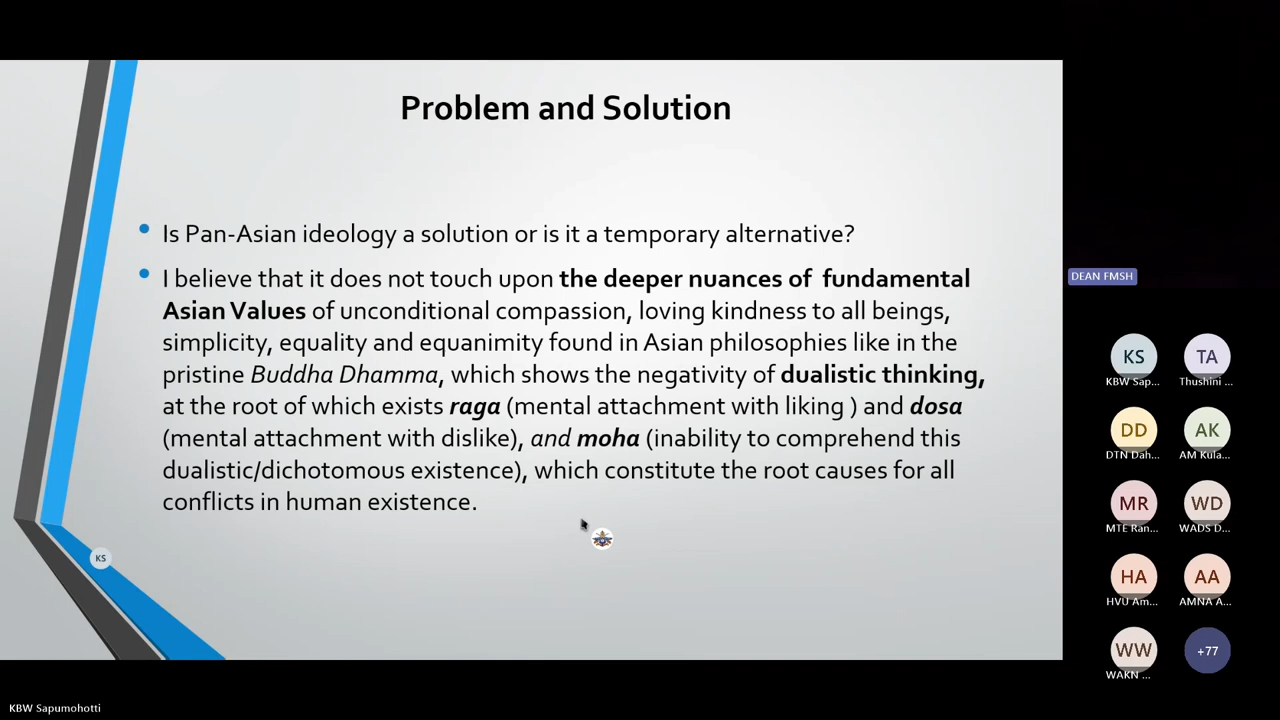 Problem and Solution
Is Pan-Asian ideology a solution or is it a temporary alternative?
I believe that it does not touch upon the deeper nuances of fundamental
Asian Values of unconditional compassion, loving kindness to all beings,
simplicity, equality and equanimity found in Asian philosophies like in the
pristine Buddha Dhamma, which shows the negativity of dualistic thinking,
at the root of which exists raga (mental attachment with liking ) and dosa
(mental attachment with dislike), and moha (inability to comprehend this
dualistic/dichotomous existence), which constitute the root causes for all
conflicts in human existence.
KS
DEAN FMSH
KS
TA
KBW Sap...
Thushini ...
DD
AK
DTN Dah...
AM Kula...
MR
WD
MTE Ran...
WADS D...
HA
AA
HVU Am...
AMNA A...
WW
+77
WAKN ...
KBW Sapumohotti